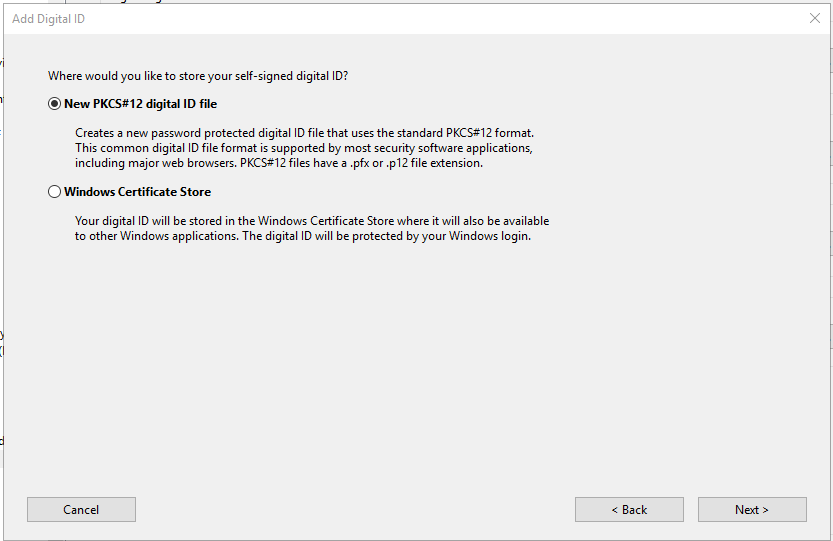 Add Digital ID
Where would you like to store your self-signed digital ID?
New PKCS#12 digital ID file
Creates a new password protected digital ID file that uses the standard PKCS#12 format.
This common digital ID file format is supported by most security software applications,
including major web browsers. PKCS#12 files have a .pfx or .p12 file extension.
Windows Certificate Store
Your digital ID will be stored in the Windows Certificate Store where it will also be available
to other Windows applications. The digital ID will be protected by your Windows login.
Cancel
< Back
Next >